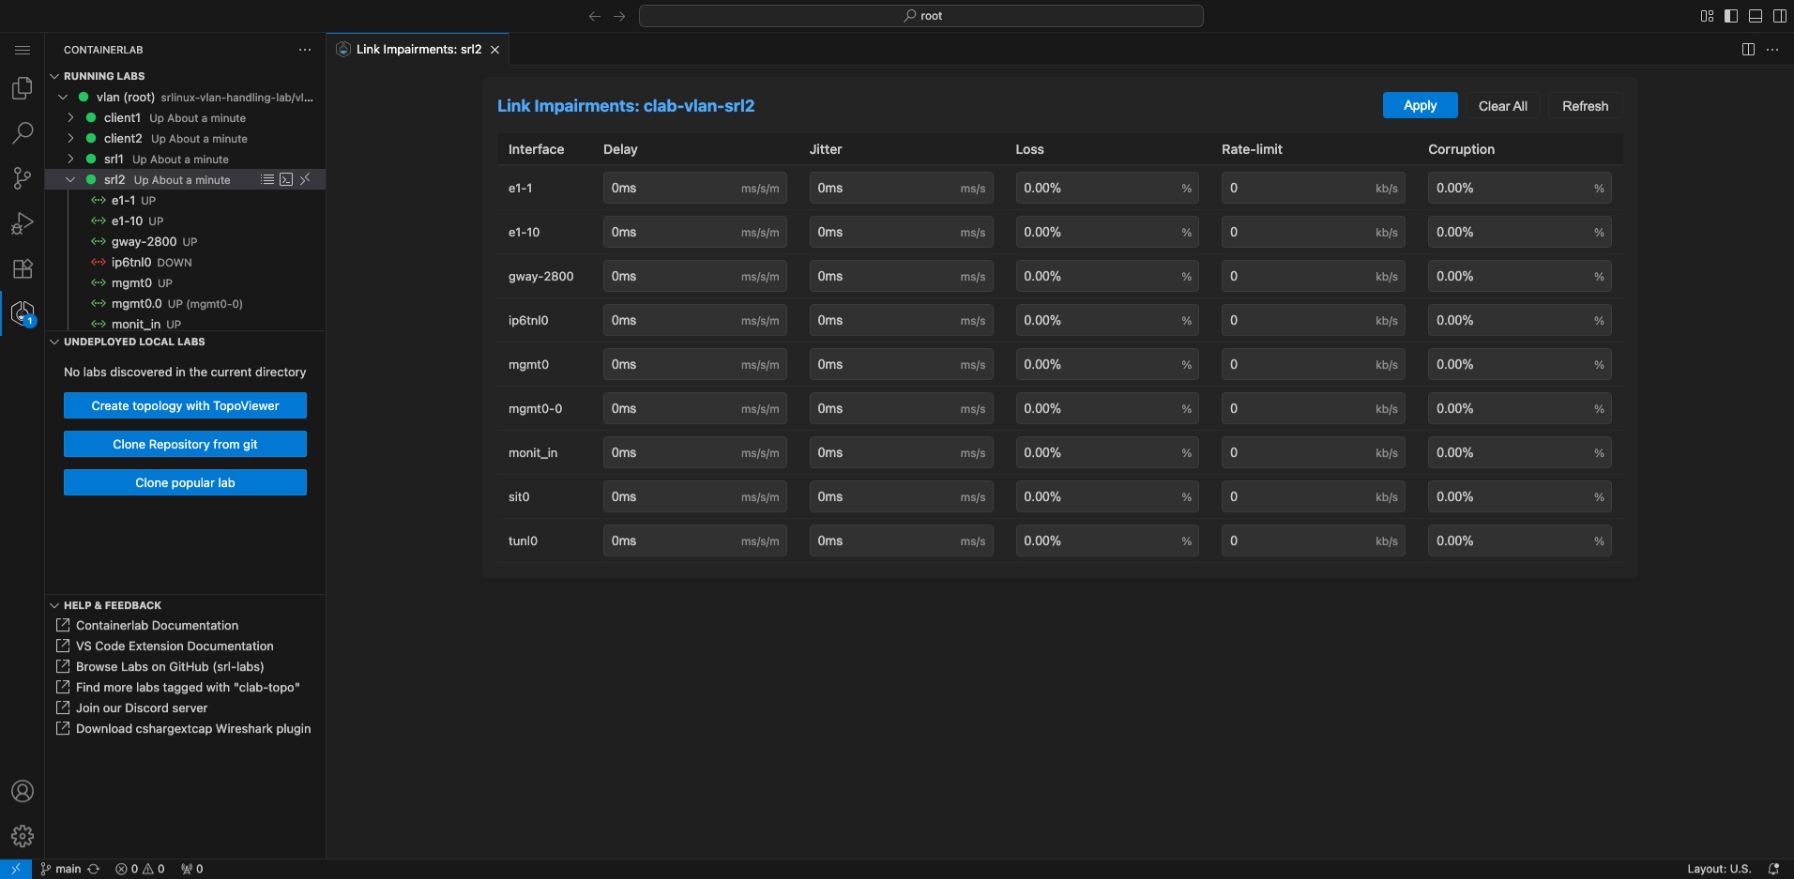 root
CONTAINERLAB
RUNNING LABS
vlan (root) srlinux-vlan-handling-lab/vl...
client1 Up About a minute
client2 Up About a minute
srl1 Up About a minute
srl2 Up About a minute
e1-1 UP
e1-10 UP
gway-2800 UP
ip6tnl0 DOWN
mgmt0 UP
mgmt0.0 UP (mgmt0-0)
monit_in UP
UNDEPLOYED LOCAL LABS
No labs discovered in the current directory
Create topology with TopoViewer
Clone Repository from git
Clone popular lab
HELP & FEEDBACK
Containerlab Documentation
VS Code Extension Documentation
Browse Labs on GitHub (srl-labs)
Find more labs tagged with "clab-topo"
Join our Discord server
Download cshargextcap Wireshark plugin
1
Link Impairments: srl2
Link Impairments: clab-vlan-srl2
Apply Clear All Refresh
Interface Delay Jitter Loss Rate-limit Corruption
e1-1 0ms ms/s/m 0ms ms/s 0.00% % 0 kb/s 0.00% %
e1-10 0ms ms/s/m 0ms ms/s 0.00% % 0 kb/s 0.00% %
gway-2800 0ms ms/s/m 0ms ms/s 0.00% % 0 kb/s 0.00% %
ip6tnl0 0ms ms/s/m 0ms ms/s 0.00% % 0 kb/s 0.00% %
mgmt0 0ms ms/s/m 0ms ms/s 0.00% % 0 kb/s 0.00% %
mgmt0-0 0ms ms/s/m 0ms ms/s 0.00% % 0 kb/s 0.00% %
monit_in 0ms ms/s/m 0ms ms/s 0.00% % 0 kb/s 0.00% %
sit0 0ms ms/s/m 0ms ms/s 0.00% % 0 kb/s 0.00% %
tunl0 0ms ms/s/m 0ms ms/s 0.00% % 0 kb/s 0.00% %
main 0 0 0 Layout: U.S.